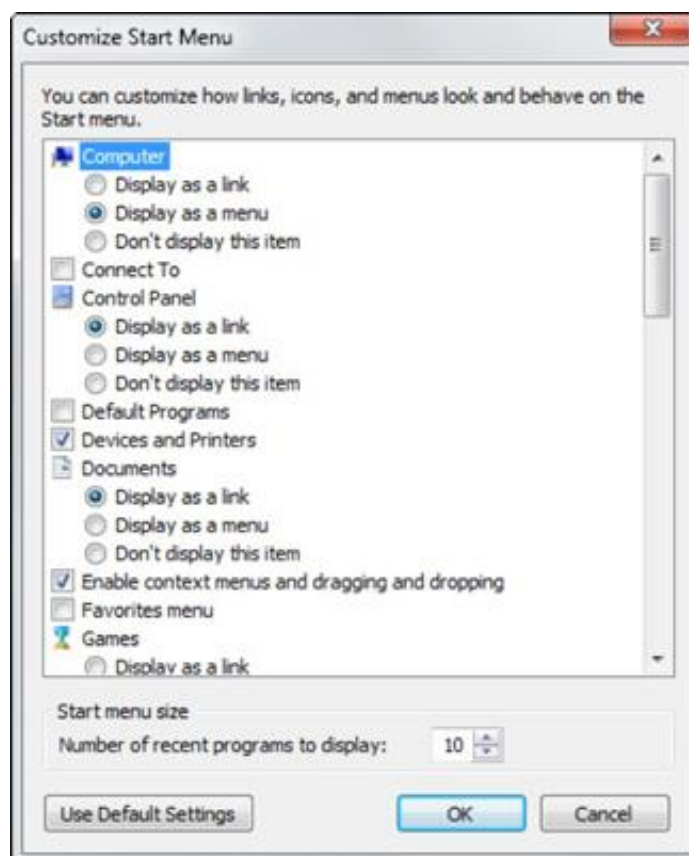 Customize Start Menu
You can customize how links, icons, and menus look and behave on the
Start menu.
Computer
Display as a link
Display as a menu
Don't display this item
Connect To
Control Panel
Display as a link
Display as a menu
Don't display this item
Default Programs
Devices and Printers
Documents
Display as a link
Display as a menu
Don't display this item
Enable context menus and dragging and dropping
Favorites menu
Games
Display as a link
Start menu size
Number of recent programs to display: 10
Use Default Settings OK Cancel